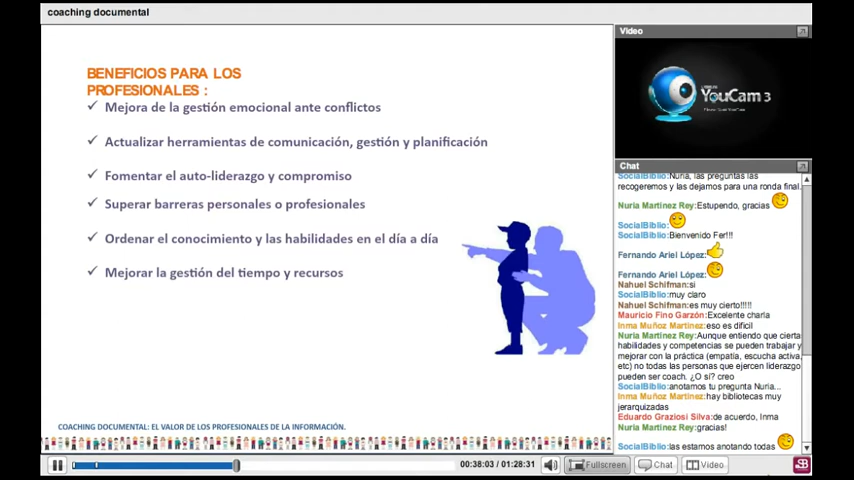 coaching documental
BENEFICIOS PARA LOS
PROFESIONALES :
✓ Mejora de la gestión emocional ante conflictos
✓ Actualizar herramientas de comunicación, gestión y planificación
✓ Fomentar el auto-liderazgo y compromiso
✓ Superar barreras personales o profesionales
✓ Ordenar el conocimiento y las habilidades en el día a día
✓ Mejorar la gestión del tiempo y recursos
COACHING DOCUMENTAL: EL VALOR DE LOS PROFESIONALES DE LA INFORMACIÓN.
Video
YouCam 3
Chat
SocialBiblio:Nuria, las preguntas las
recogeremos y las dejamos para una ronda final.
Nuria Martínez Rey:Estupendo, gracias
SocialBiblio:
SocialBiblio:Bienvenido Fer!!!
Fernando Ariel López:
Fernando Ariel López:
Nahuel Schifman:si
SocialBiblio:muy claro
Nahuel Schifman:es muy cierto!!!!!
Mauricio Fino Garzón:Excelente charla
Inma Muñoz Martínez:eso es dificil
Nuria Martínez Rey:Aunque entiendo que cierta
habilidades y competencias se pueden trabajar y
mejorar con la práctica (empatía, escucha activa,
etc) no todas las personas que ejercen liderazgo
pueden ser coach. ¿O sí? creo
SocialBiblio:anotamos tu pregunta Nuria...
Inma Muñoz Martínez:hay bibliotecas muy
jerarquizadas
Eduardo Graziosi Silva:de acuerdo, Inma
Nuria Martínez Rey:gracias!
SocialBiblio:las estamos anotando todas
00:38:03 / 01:28:31
Fullscreen
Chat
Video
SB